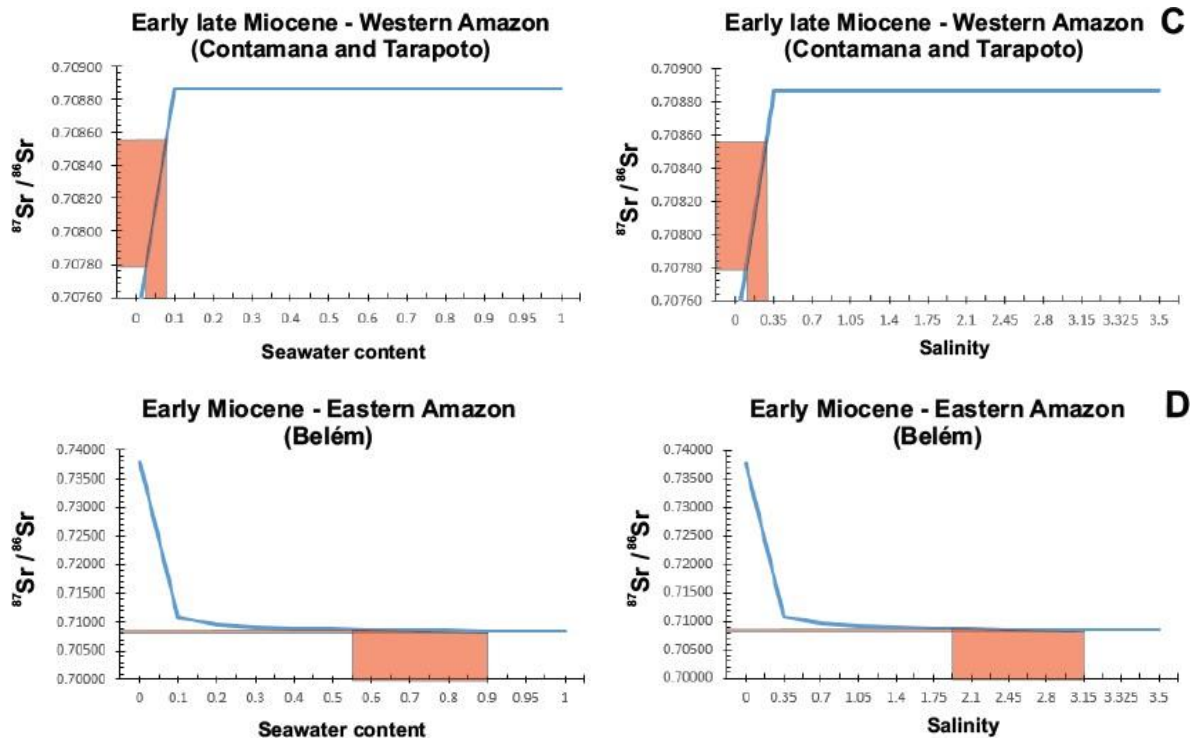 Early late Miocene - Western Amazon
(Contamana and Tarapoto)
0.70900
0.70880
0.70860
0.70840
0.70820
0.70800
0.70780
0.70760
87Sr /86Sr
0 0.1 0.2 0.3 0.4 0.5 0.6 0.7 0.8 0.9 0.95 1
Seawater content
Early late Miocene - Western Amazon
(Contamana and Tarapoto)
C
0.70900
0.70880
0.70860
0.70840
0.70820
0.70800
0.70780
0.70760
87Sr /86Sr
0 0.35 0.7 1.05 1.4 1.75 2.1 2.45 2.8 3.15 3.325 3.5
Salinity
Early Miocene - Eastern Amazon
(Belém)
0.74000
0.73500
0.73000
0.72500
0.72000
0.71500
0.71000
0.70500
0.70000
87Sr /86Sr
0 0.1 0.2 0.3 0.4 0.5 0.6 0.7 0.8 0.9 0.95 1
Seawater content
Early Miocene - Eastern Amazon
(Belém)
D
0.74000
0.73500
0.73000
0.72500
0.72000
0.71500
0.71000
0.70500
0.70000
87Sr /86Sr
0 0.35 0.7 1.05 1.4 1.75 2.1 2.45 2.8 3.15 3.325 3.5
Salinity